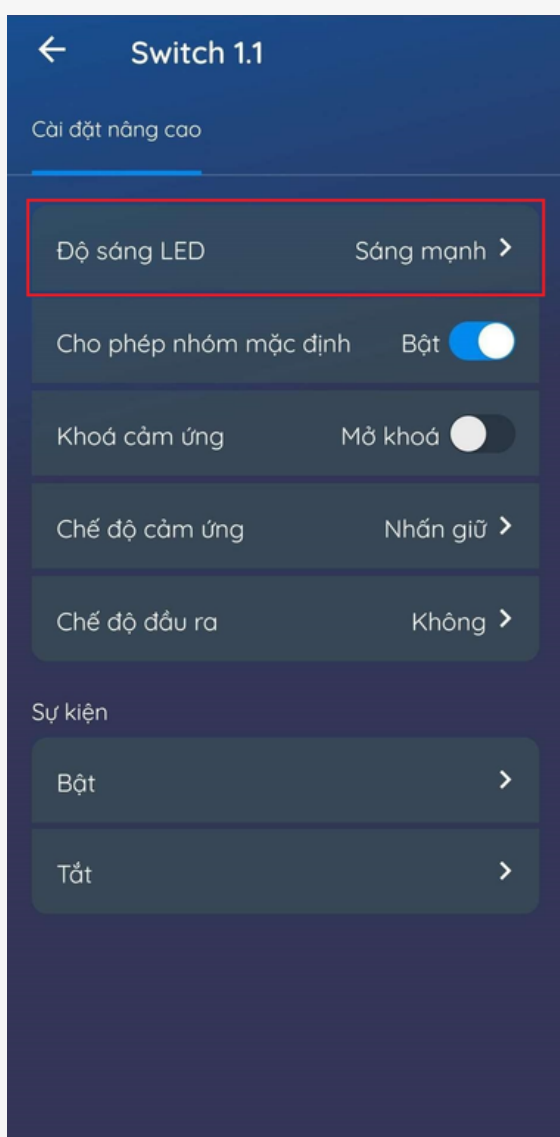 Switch 1.1
Cài đặt nâng cao
Độ sáng LED Sáng mạnh
Cho phép nhóm mặc định Bật
Khoá cảm ứng Mở khoá
Chế độ cảm ứng Nhấn giữ
Chế độ đầu ra Không
Sự kiện
Bật
Tắt